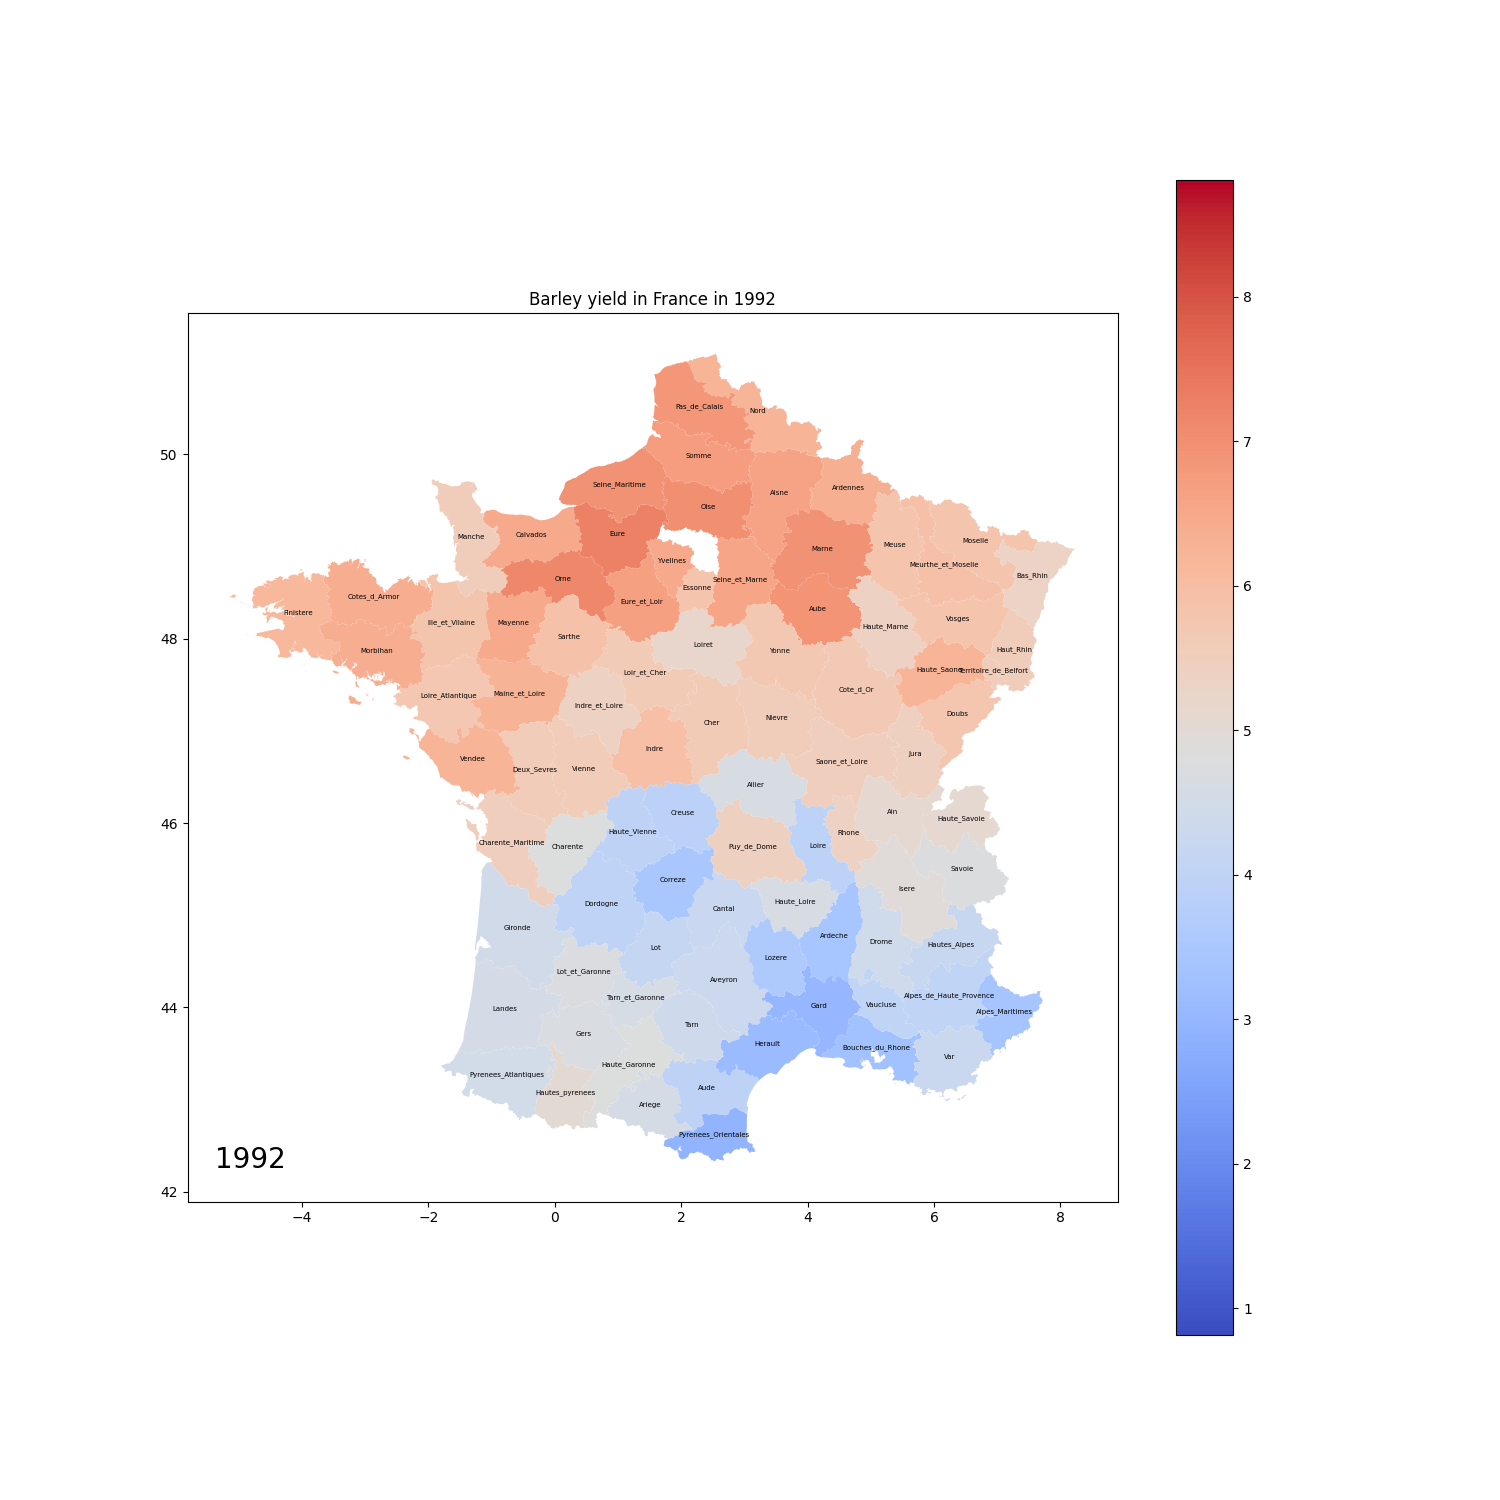 Barley yield in France in 1992
Pas_de_Calais
Nord
Somme
Seine_Maritime
Aisne
Ardennes
Oise
Manche
Calvados
Eure
Marne
Meuse
Moselle
Yvelines
Meurthe_et_Moselle
Orne
Essonne
Seine_et_Marne
Bas_Rhin
Finistere
Cotes_d_Armor
Eure_et_Loir
Aube
Ille_et_Vilaine
Mayenne
Sarthe
Haute_Marne
Vosges
Morbihan
Loiret
Yonne
Haut_Rhin
Loir_et_Cher
Haute_Saone
Territoire_de_Belfort
Loire_Atlantique
Maine_et_Loire
Indre_et_Loire
Cote_d_Or
Doubs
Cher
Nievre
Vendee
Deux_Sevres
Vienne
Indre
Saone_et_Loire
Jura
Allier
Creuse
Ain
Haute_Savoie
Charente_Maritime
Charente
Haute_Vienne
Puy_de_Dome
Loire
Rhone
Correze
Isere
Savoie
Dordogne
Cantal
Haute_Loire
Gironde
Lot
Ardeche
Drome
Hautes_Alpes
Lozere
Lot_et_Garonne
Aveyron
Tarn_et_Garonne
Landes
Gard
Vaucluse
Alpes_de_Haute_Provence
Alpes_Maritimes
Gers
Tarn
Herault
Bouches_du_Rhone
Var
Haute_Garonne
Pyrenees_Atlantiques
Hautes_pyrenees
Aude
Ariege
Pyrenees_Orientales
1992
50
48
46
44
42
−4
−2
0
2
4
6
8
8
7
6
5
4
3
2
1